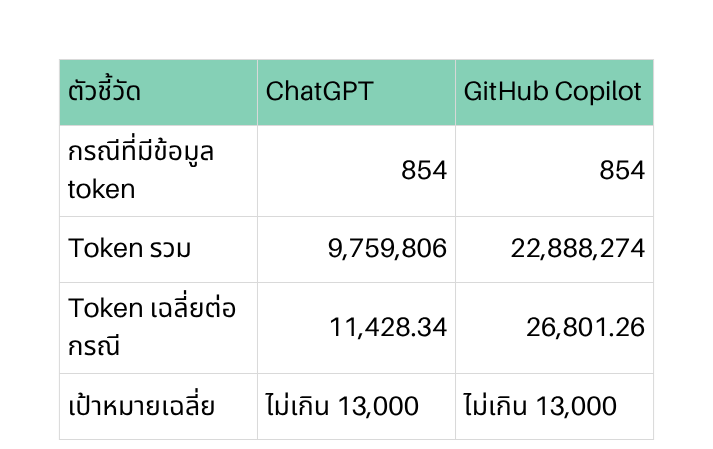 ตัวชี้วัด ChatGPT GitHub Copilot
กรณีที่มีข้อมูล
token 854 854
Token รวม 9,759,806 22,888,274
Token เฉลี่ยต่อ
กรณี 11,428.34 26,801.26
เป้าหมายเฉลี่ย ไม่เกิน 13,000 ไม่เกิน 13,000